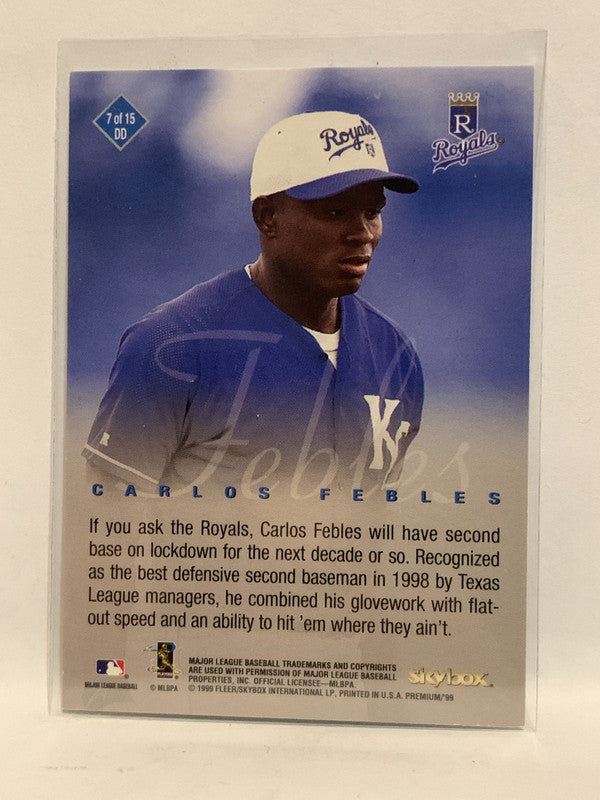 7 of 15
DD
R
Royals
Royals
R
KC
Febles
CARLOS FEBLES
If you ask the Royals, Carlos Febles will have second
base on lockdown for the next decade or so. Recognized
as the best defensive second baseman in 1998 by Texas
League managers, he combined his glovework with flat-
out speed and an ability to hit 'em where they ain't.
MAJOR LEAGUE BASEBALL TRADEMARKS AND COPYRIGHTS
ARE USED WITH PERMISSION OF MAJOR LEAGUE BASEBALL
PROPERTIES, INC. OFFICIAL LICENSEE—MLBPA.
© 1999 FLEER/SKYBOX INTERNATIONAL LP, PRINTED IN U.S.A. PREMIUM/'99
MAJOR LEAGUE BASEBALL
© MLBPA
skybox